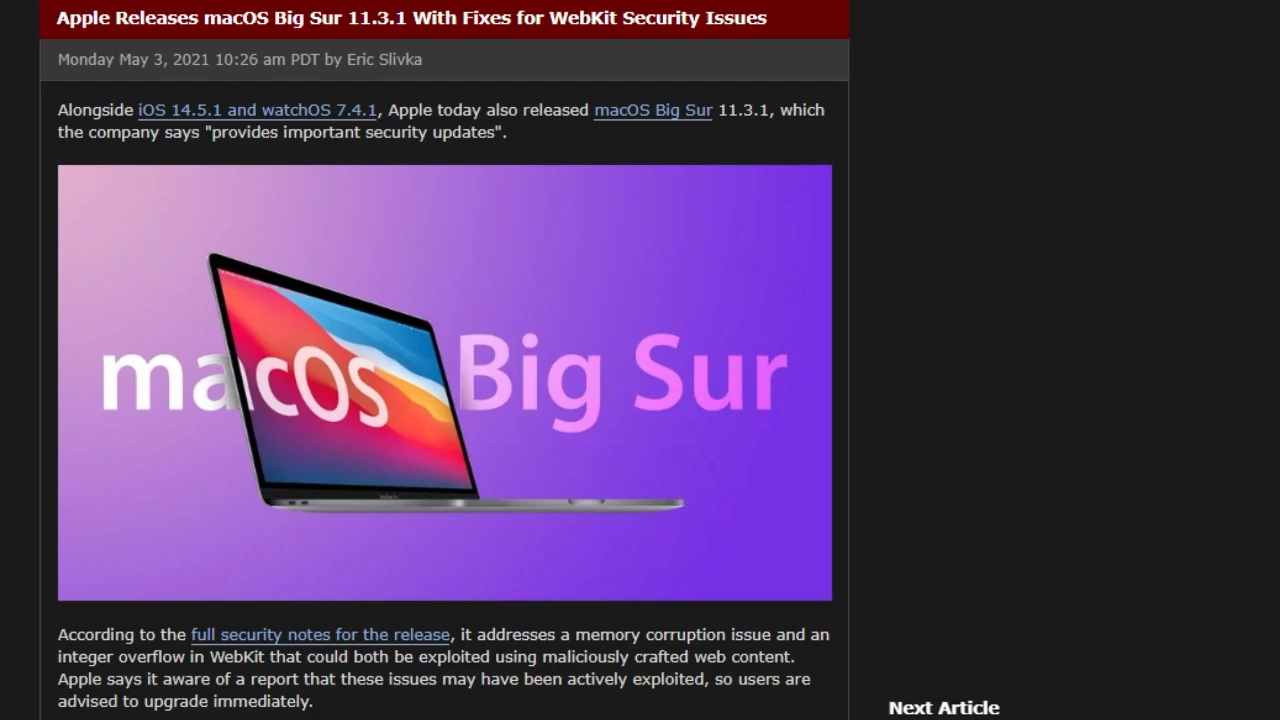 Apple Releases macOS Big Sur 11.3.1 With Fixes for WebKit Security Issues
Monday May 3, 2021 10:26 am PDT by Eric Slivka
Alongside iOS 14.5.1 and watchOS 7.4.1, Apple today also released macOS Big Sur 11.3.1, which
the company says "provides important security updates".
macOS Big Sur
According to the full security notes for the release, it addresses a memory corruption issue and an
integer overflow in WebKit that could both be exploited using maliciously crafted web content.
Apple says it aware of a report that these issues may have been actively exploited, so users are
advised to upgrade immediately.
Next Article